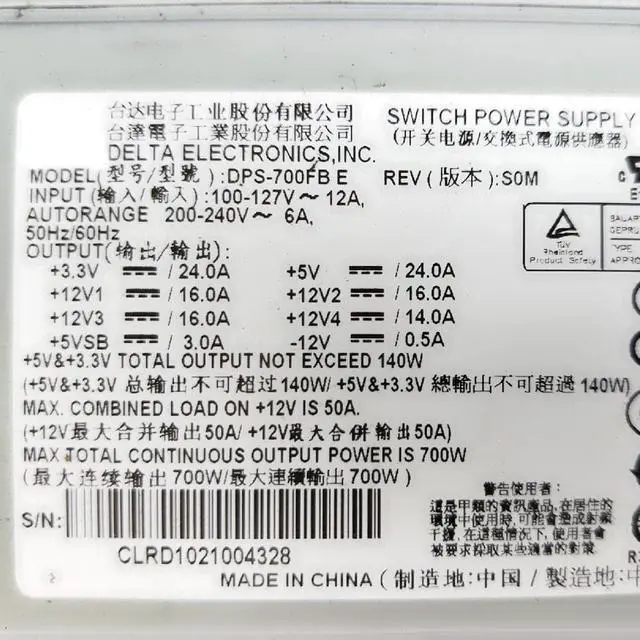 台达电子工业股份有限公司
台達電子工業股份有限公司
DELTA ELECTRONICS, INC.
SWITCH POWER SUPPLY
(开关电源/交換式電源供應器)
MODEL(型号/型號):DPS-700FB E REV(版本):S0M
INPUT(输入/輸入):100-127V～ 12A,
AUTORANGE 200-240V～ 6A,
50Hz/60Hz
OUTPUT(输出/輸出):
+3.3V ⎓ / 24.0A +5V ⎓ / 24.0A
+12V1 ⎓ / 16.0A +12V2 ⎓ / 16.0A
+12V3 ⎓ / 16.0A +12V4 ⎓ / 14.0A
+5VSB ⎓ / 3.0A -12V ⎓ / 0.5A
+5V&+3.3V TOTAL OUTPUT NOT EXCEED 140W
(+5V&+3.3V 总输出不可超过140W/ +5V&+3.3V 總輸出不可超過 140W)
MAX. COMBINED LOAD ON +12V IS 50A.
(+12V最大合并输出50A/ +12V最大合併輸出50A)
MAX TOTAL CONTINUOUS OUTPUT POWER IS 700W
(最大连续输出700W/最大連續輸出700W)
S/N:
CLRD1021004328
MADE IN CHINA (制造地:中国 / 製造地:中
TÜV
Rheinland
Product Safety
TYPE
警告使用者:
這是甲類的資訊產品,在居住的
環境中使用時,可能會造成射頻
干擾,在這種情況下,使用者會
被要求採取某些適當的對策